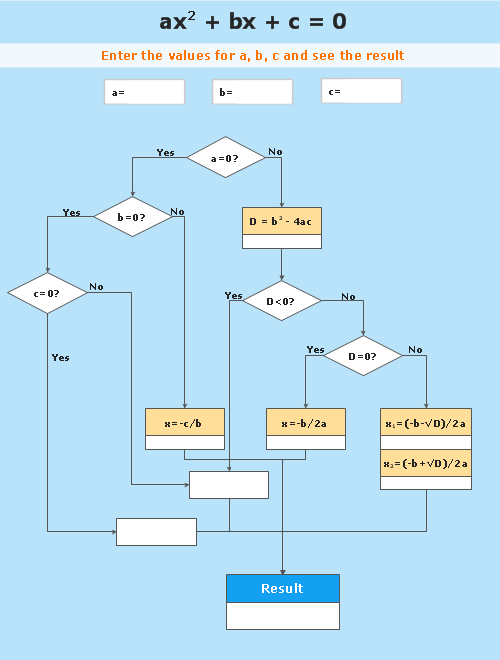 ax² + bx + c = 0
Enter the values for a, b, c and see the result
a=
b=
c=
a=0?
Yes
No
b=0?
Yes
No
D = b² - 4ac
c=0?
No
Yes
D<0?
Yes
No
D=0?
Yes
No
x=-c/b
x=-b/2a
x₁=(-b-√D)/2a
x₂=(-b+√D)/2a
Result